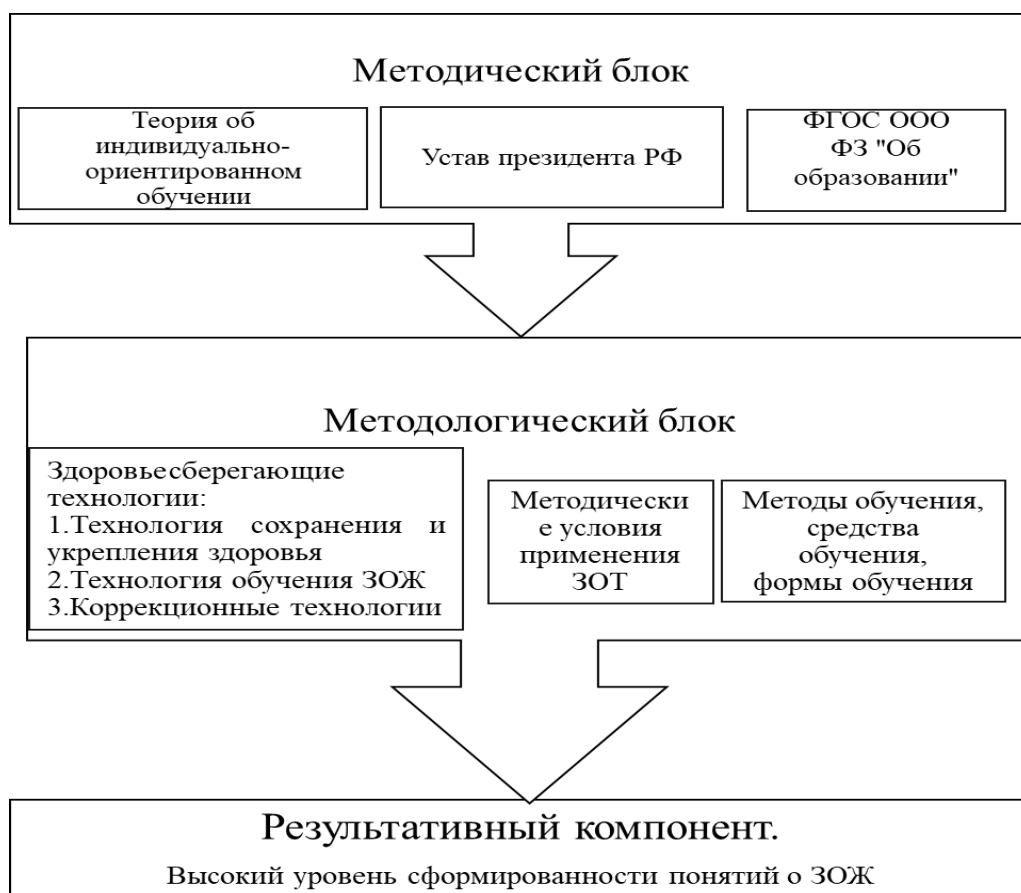 Методический блок
Теория об
индивидуально-
ориентированном
обучении
Устав президента РФ
ФГОС ООО
ФЗ "Об
образовании"
Методологический блок
Здоровьесберегающие
технологии:
1.Технология сохранения и
укрепления здоровья
2.Технология обучения ЗОЖ
3.Коррекционные технологии
Методически
е условия
применения
ЗОТ
Методы обучения,
средства
обучения,
формы обучения
Результативный компонент.
Высокий уровень сформированности понятий о ЗОЖ